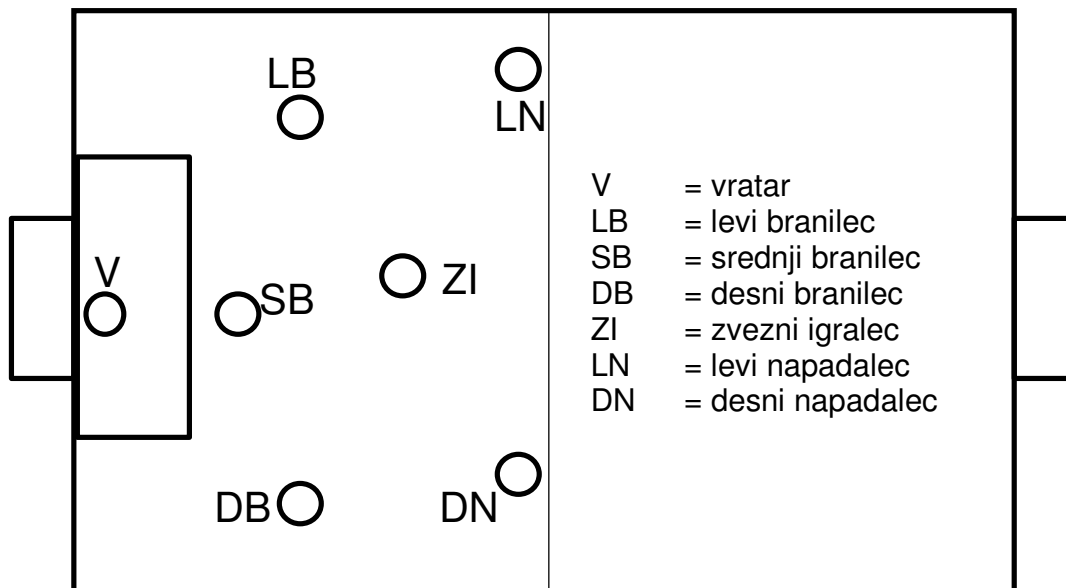 LB
LN
V
SB
ZI
DB
DN
V = vratar
LB = levi branilec
SB = srednji branilec
DB = desni branilec
ZI = zvezni igralec
LN = levi napadalec
DN = desni napadalec